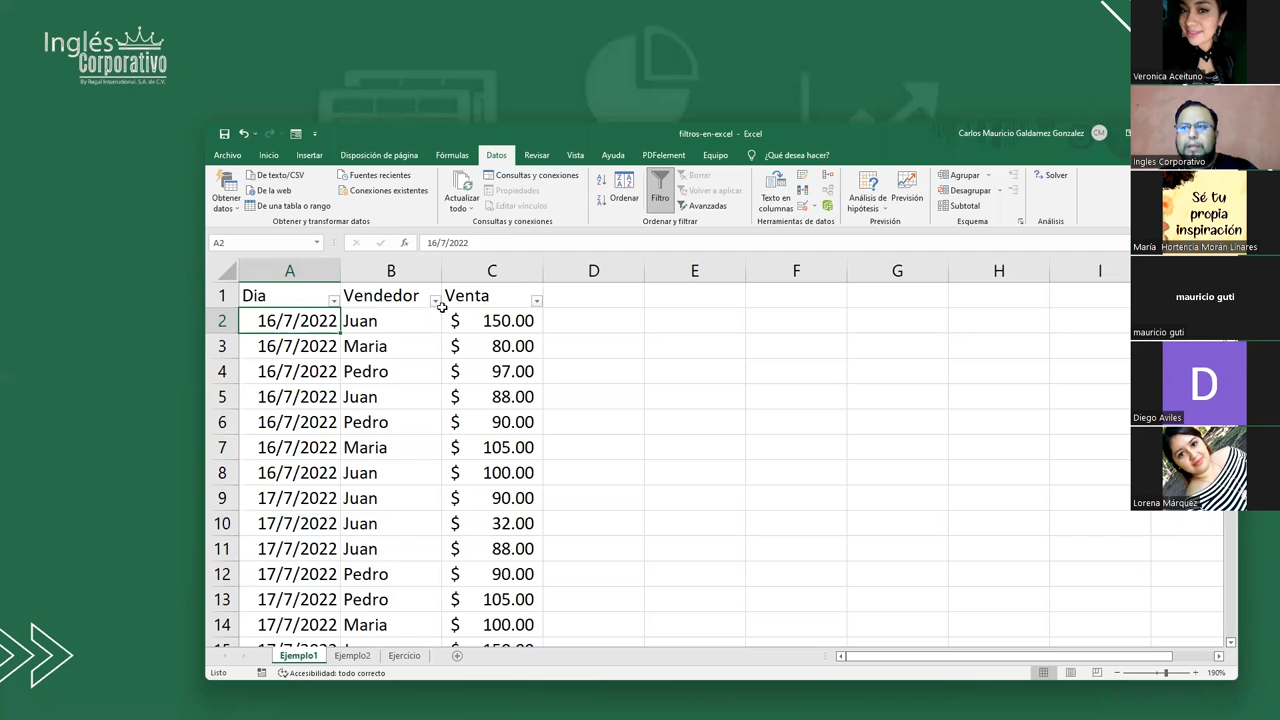 Inglés
Corporativo
By Regal International, S.A. de C.V.
filtros-en-excel - Excel
Carlos Mauricio Galdamez Gonzalez
CM
Archivo Inicio Insertar Disposición de página Fórmulas Datos Revisar Vista Ayuda PDFelement Equipo ¿Qué desea hacer?
Obtener datos
De texto/CSV
De la web
De una tabla o rango
Fuentes recientes
Conexiones existentes
Obtener y transformar datos
Actualizar todo
Consultas y conexiones
Propiedades
Editar vínculos
Consultas y conexiones
Ordenar
Filtro
Borrar
Volver a aplicar
Avanzadas
Ordenar y filtrar
Texto en columnas
Herramientas de datos
Análisis de hipótesis
Previsión
Previsión
Agrupar
Desagrupar
Subtotal
Esquema
Solver
Análisis
A2 fx 16/7/2022
A B C D E F G H I
1 Dia Vendedor Venta
2 16/7/2022 Juan $ 150.00
3 16/7/2022 Maria $ 80.00
4 16/7/2022 Pedro $ 97.00
5 16/7/2022 Juan $ 88.00
6 16/7/2022 Pedro $ 90.00
7 16/7/2022 Maria $ 105.00
8 16/7/2022 Juan $ 100.00
9 17/7/2022 Juan $ 90.00
10 17/7/2022 Juan $ 32.00
11 17/7/2022 Juan $ 88.00
12 17/7/2022 Pedro $ 90.00
13 17/7/2022 Pedro $ 105.00
14 17/7/2022 Maria $ 100.00
Ejemplo1 Ejemplo2 Ejercicio
Listo Accesibilidad: todo correcto 190%
Veronica Aceituno
Ingles Corporativo
Sé tu
propia
inspiración
María Hortencia Morán Linares
mauricio guti
mauricio guti
D
Diego Aviles
Lorena Márquez